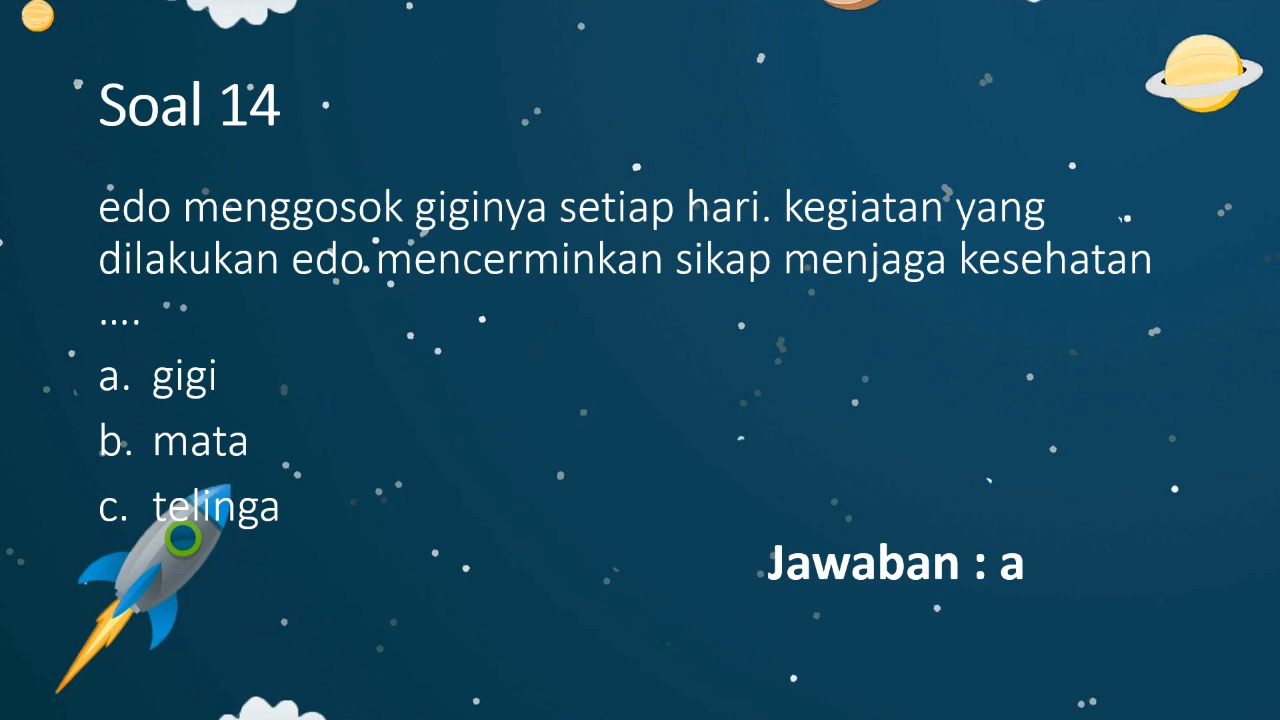 Soal 14
edo menggosok giginya setiap hari. kegiatan yang
dilakukan edo mencerminkan sikap menjaga kesehatan
....
a. gigi
b. mata
c. telinga
Jawaban : a